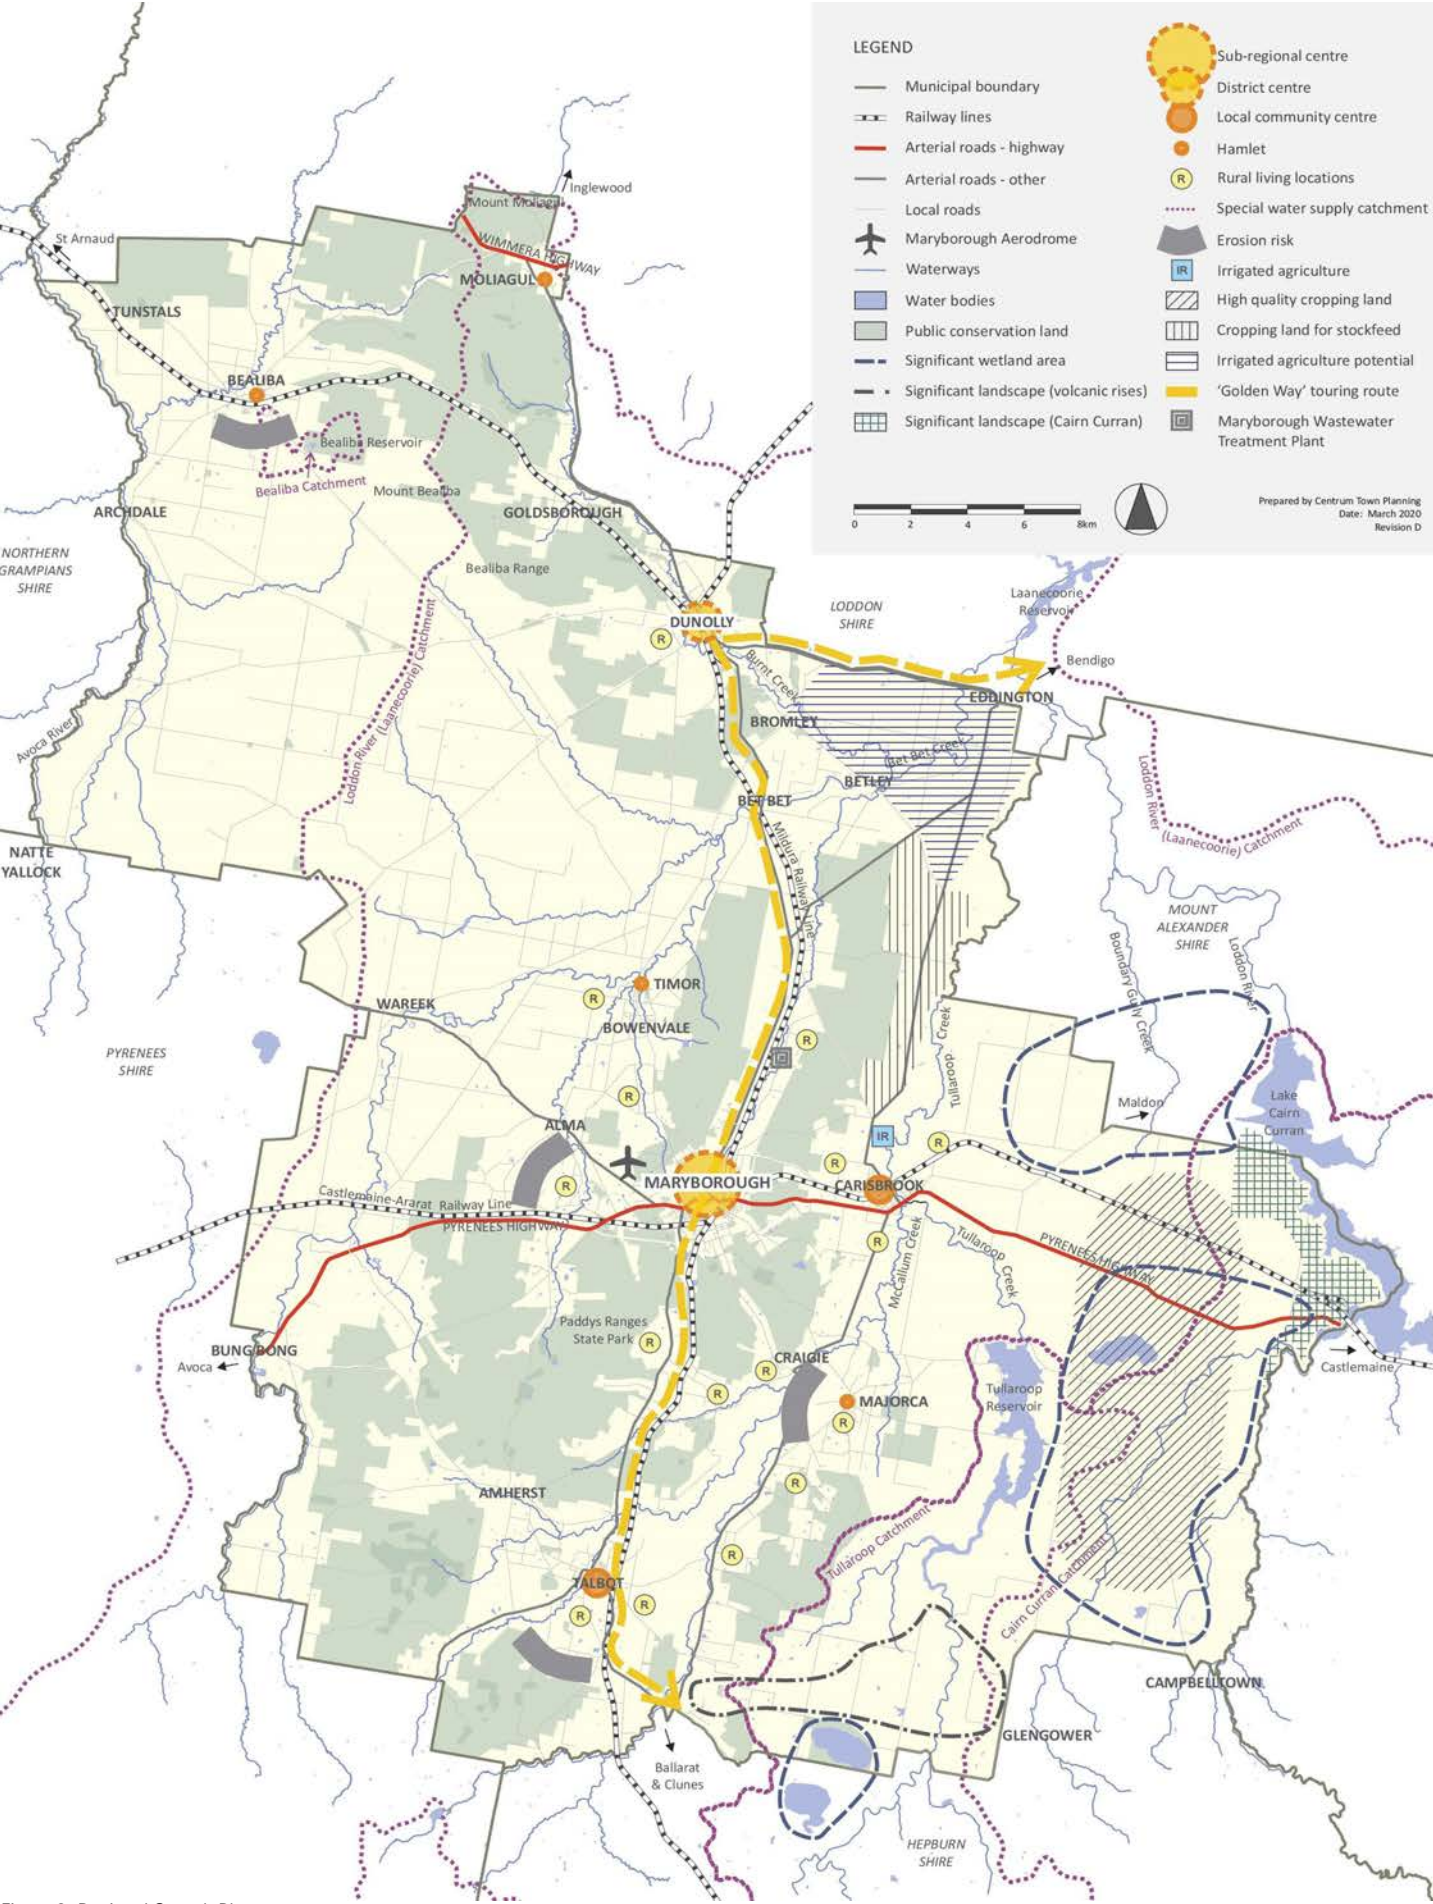 LEGEND
Municipal boundary
Railway lines
Arterial roads - highway
Arterial roads - other
Local roads
Maryborough Aerodrome
Waterways
Water bodies
Public conservation land
Significant wetland area
Significant landscape (volcanic rises)
Significant landscape (Cairn Curran)
Sub-regional centre
District centre
Local community centre
Hamlet
R
Rural living locations
Special water supply catchment
Erosion risk
IR
Irrigated agriculture
High quality cropping land
Cropping land for stockfeed
Irrigated agriculture potential
'Golden Way' touring route
Maryborough Wastewater
Treatment Plant
0 2 4 6 8km
Prepared by Centrum Town Planning
Date: March 2020
Revision D
Inglewood
Mount Moliagul
St Arnaud
WIMMERA HIGHWAY
MOLIAGUL
TUNSTALS
BEALIBA
Bealiba Reservoir
Bealiba Catchment
Mount Bealiba
ARCHDALE
GOLDSBOROUGH
NORTHERN
GRAMPIANS
SHIRE
Bealiba Range
Laanecoorie
Reservoir
LODDON
SHIRE
DUNOLLY
R
Burnt Creek
Bendigo
EDDINGTON
BROMLEY
Avoca River
Loddon River (Laanecoorie) Catchment
Bet Bet Creek
BETLEY
BET BET
Loddon River
(Laanecoorie) Catchment
Mildura Railway Line
NATTE
YALLOCK
MOUNT
ALEXANDER
SHIRE
Boundary Gully Creek
Loddon River
TIMOR
R
WAREEK
BOWENVALE
R
PYRENEES
SHIRE
Tullaroop Creek
R
Maldon
Lake
Cairn
Curran
ALMA
IR
R
R
MARYBOROUGH
CARISBROOK
R
Castlemaine-Ararat Railway Line
PYRENEES HIGHWAY
R
McCallum Creek
Tullaroop
Creek
PYRENEES HIGHWAY
Paddys Ranges
State Park
R
BUNG BONG
Avoca
CRAIGIE
R
Castlemaine
R
MAJORCA
R
Tullaroop
Reservoir
R
AMHERST
Tullaroop Catchment
R
TALBOT
R
R
Cairn Curran Catchment
CAMPBELLTOWN
GLENGOWER
Ballarat
& Clunes
HEPBURN
SHIRE